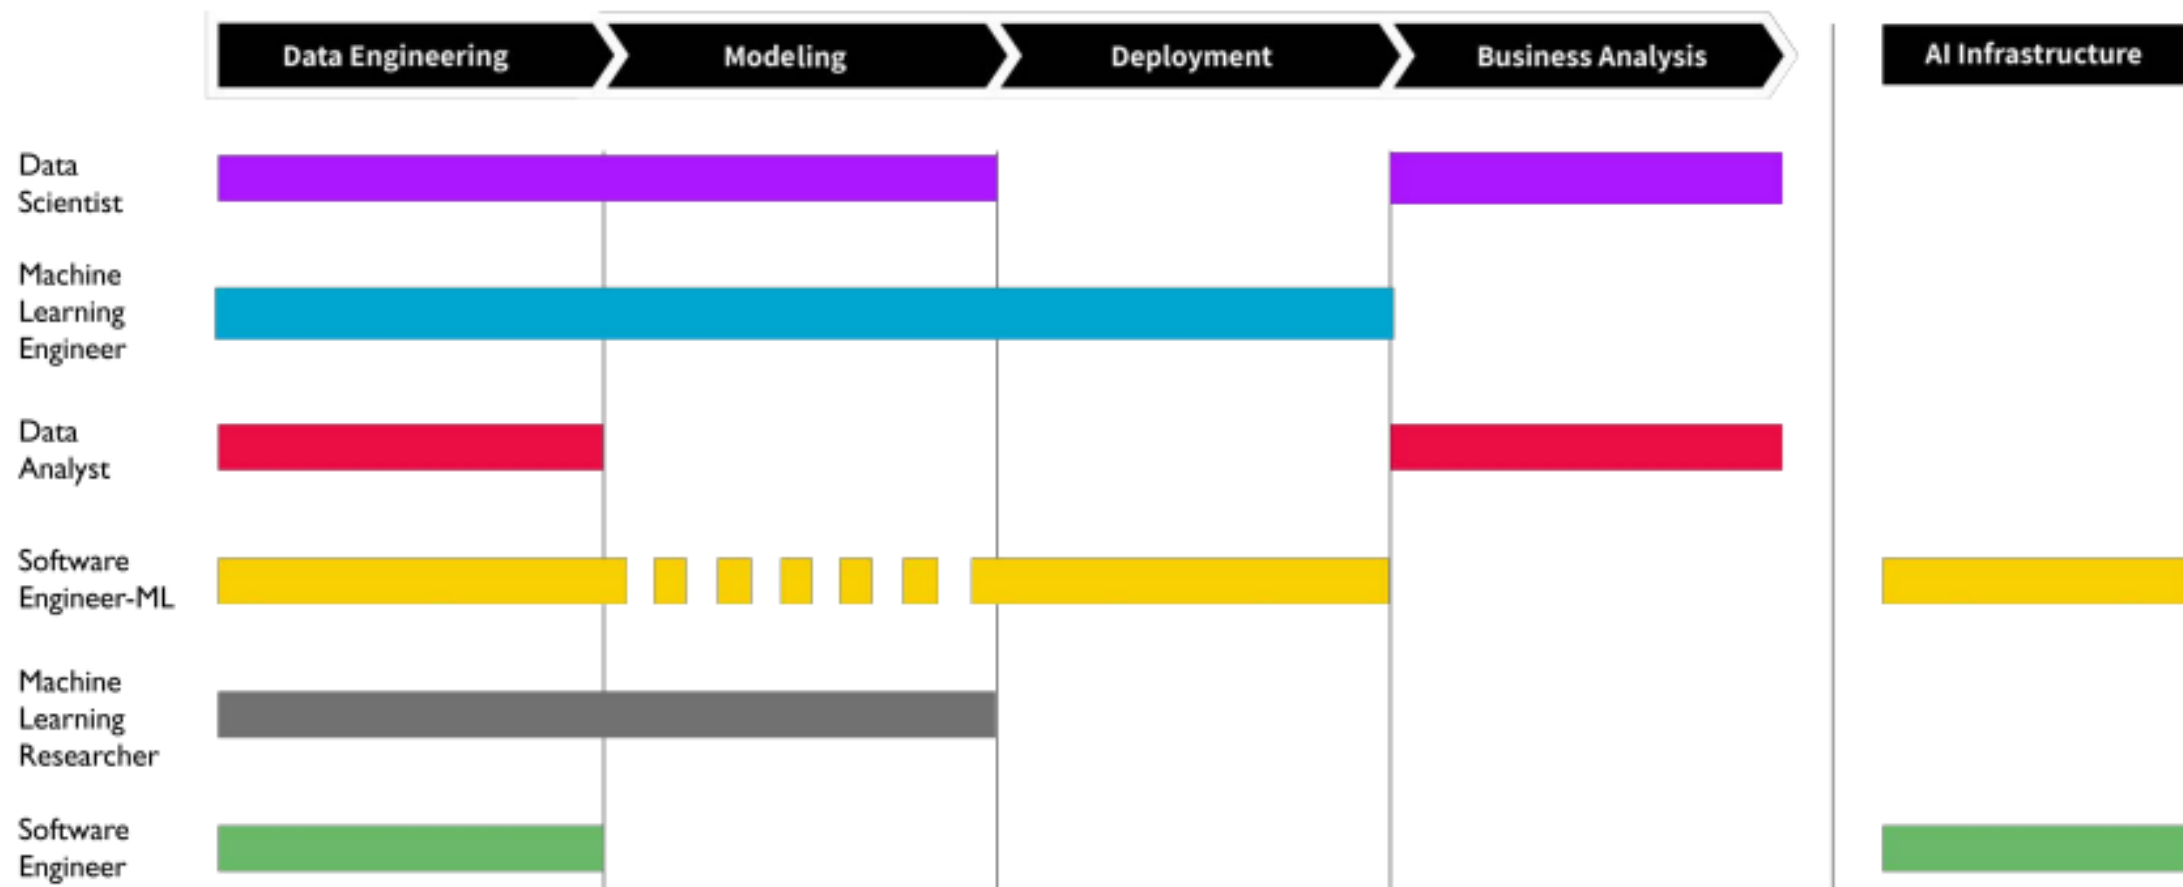 Data Engineering
Modeling
Deployment
Business Analysis
AI Infrastructure
Data
Scientist
Machine
Learning
Engineer
Data
Analyst
Software
Engineer-ML
Machine
Learning
Researcher
Software
Engineer